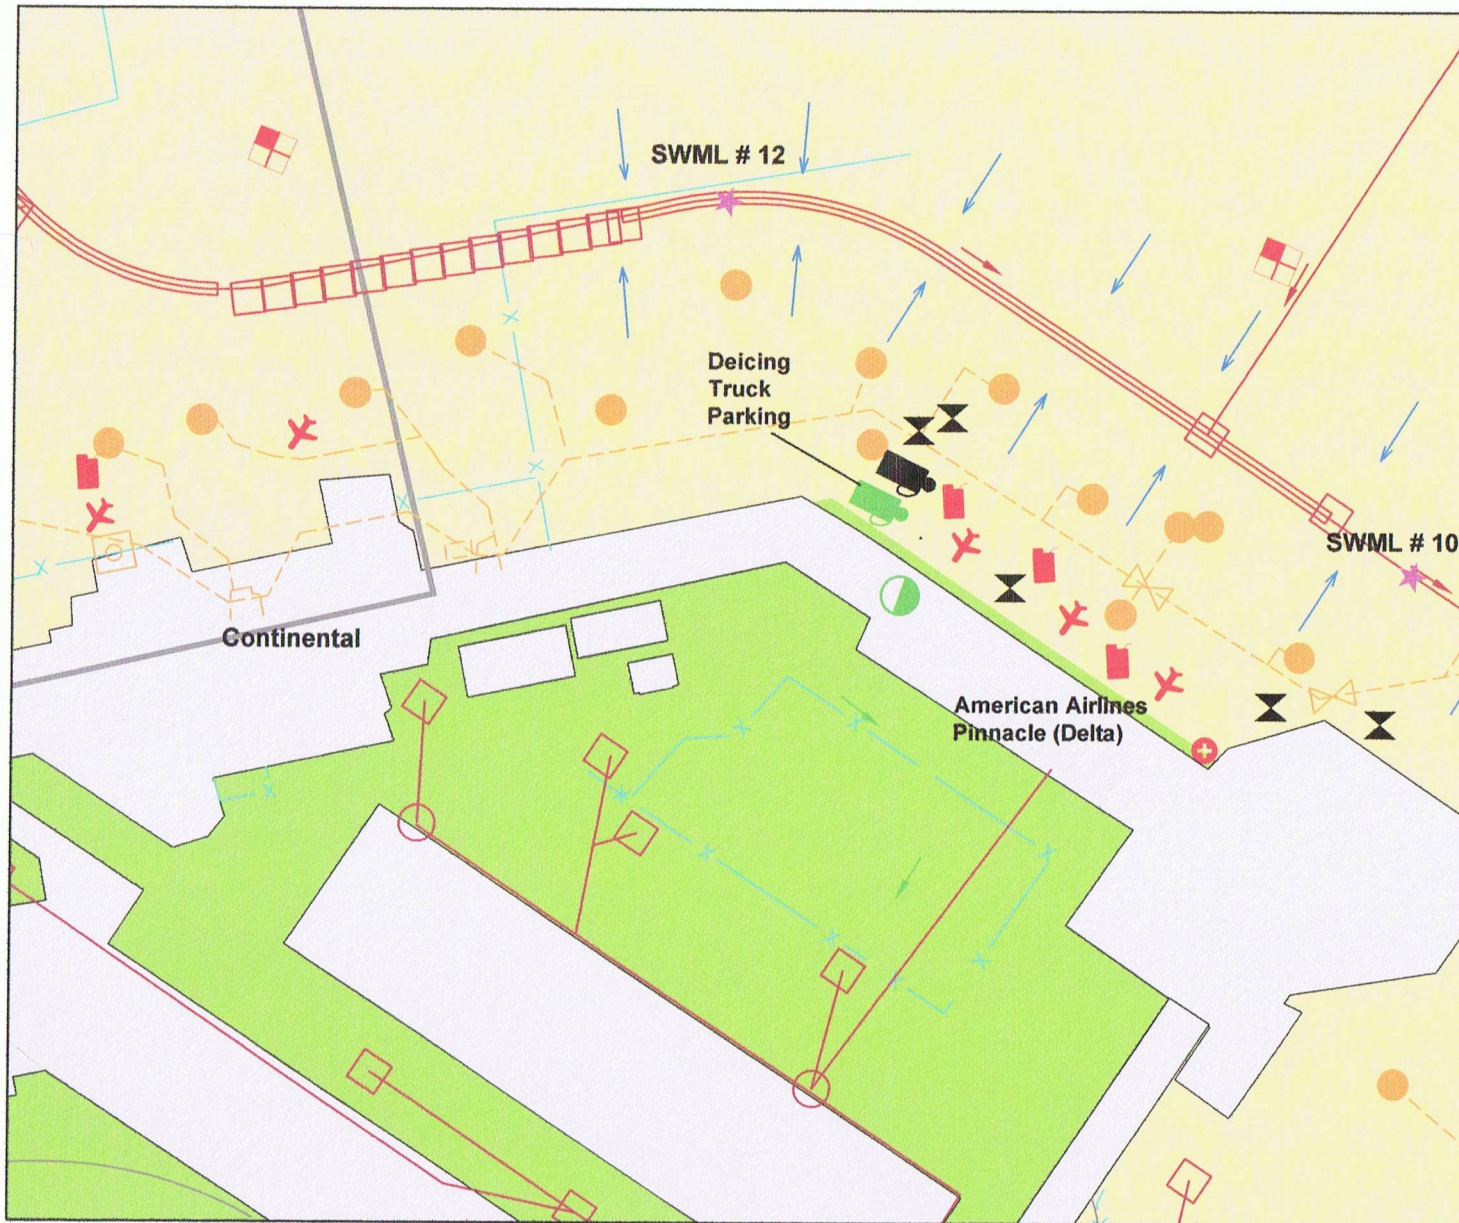 SWML # 12
Deicing
Truck
Parking
SWML # 10
Continental
American Airlines
Pinnacle (Delta)